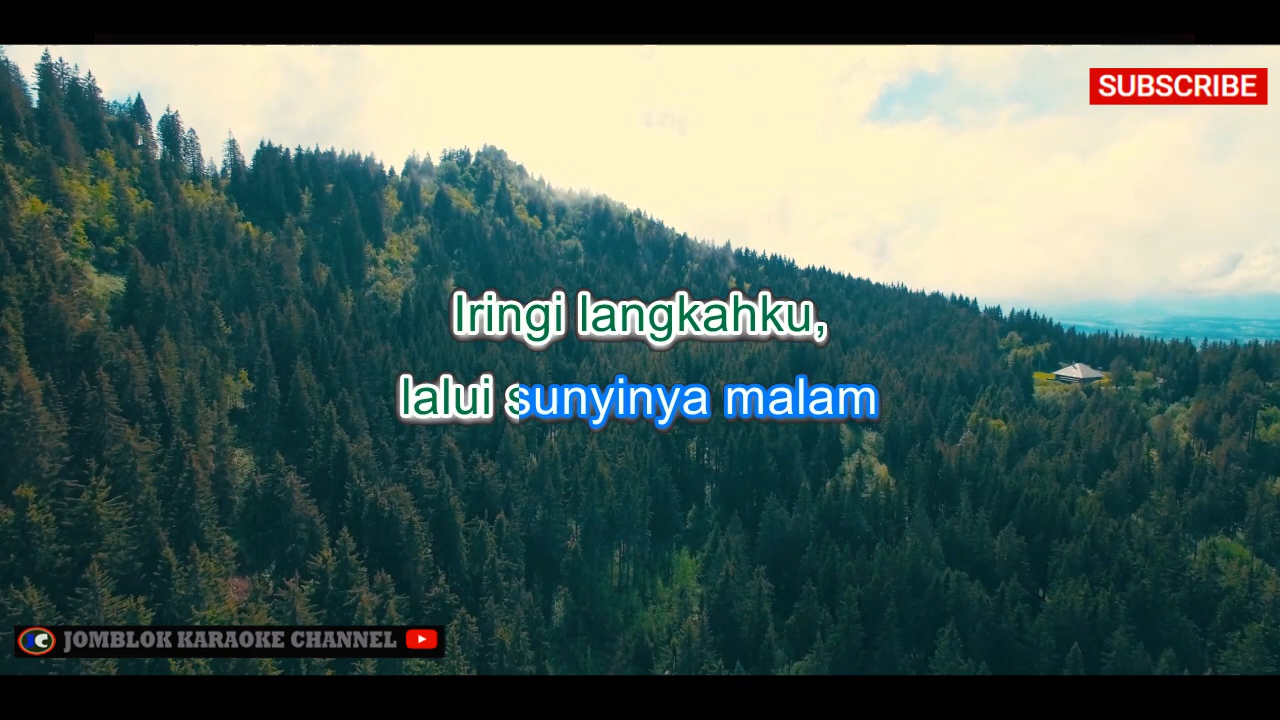 SUBSCRIBE
Iringi langkahku,
lalui sunyinya malam
JOMBLOK KARAOKE CHANNEL